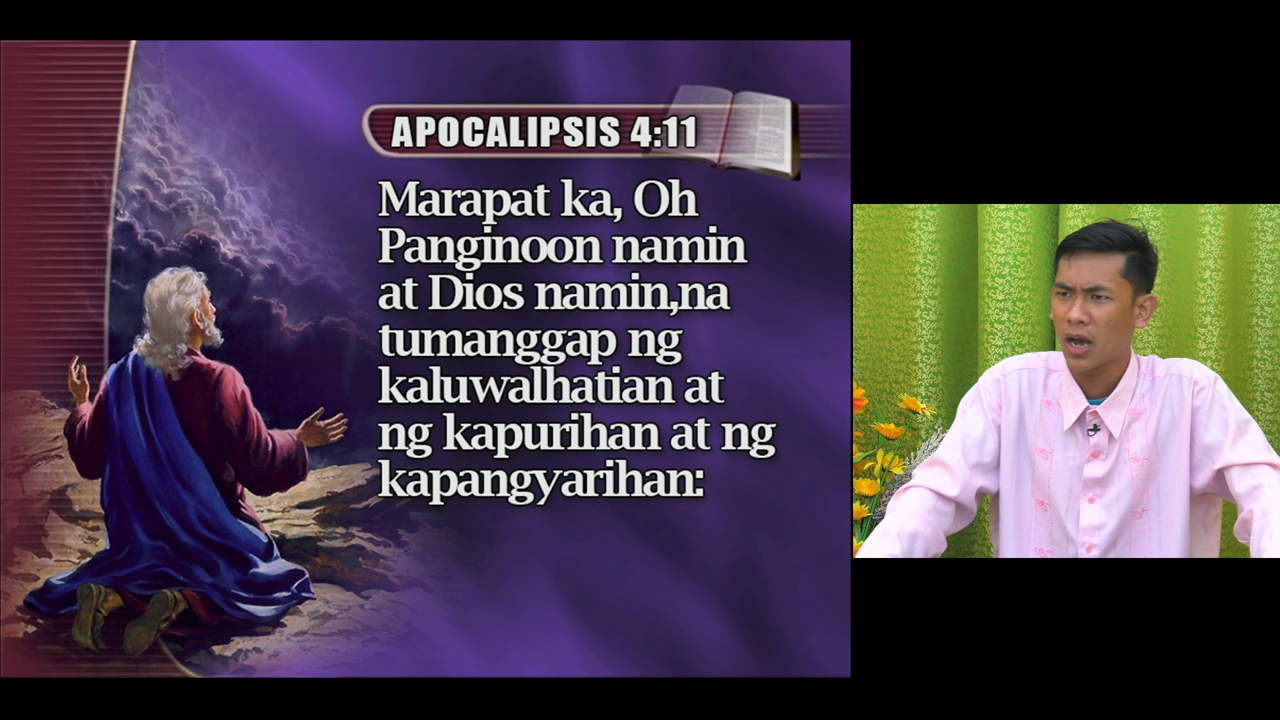 APOCALIPSIS 4:11
Marapat ka, Oh
Panginoon namin
at Dios namin,na
tumanggap ng
kaluwalhatian at
ng kapurihan at ng
kapangyarihan: